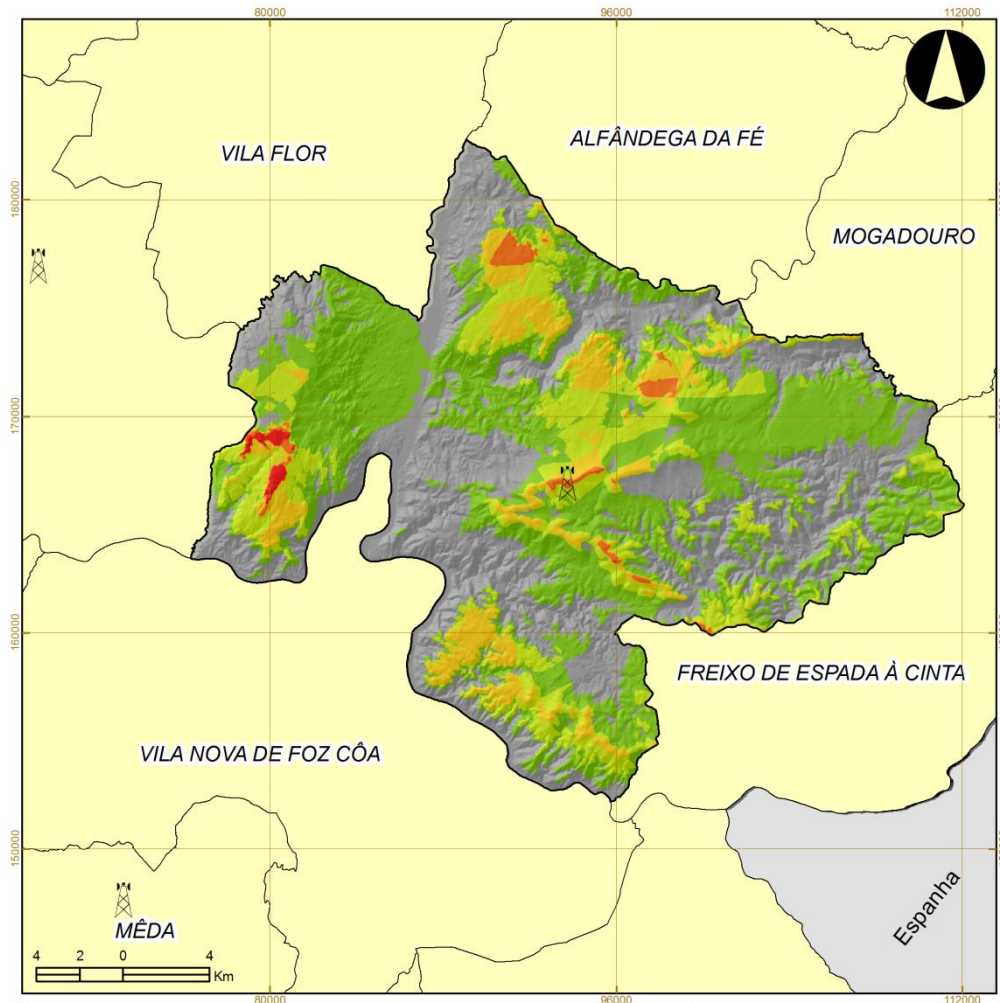 80000
96000
112000
VILA FLOR
ALFÂNDEGA DA FÉ
180000
MOGADOURO
170000
160000
FREIXO DE ESPADA À CINTA
VILA NOVA DE FOZ CÔA
150000
Espanha
MÊDA
4 2 0 4
Km
80000
96000
112000